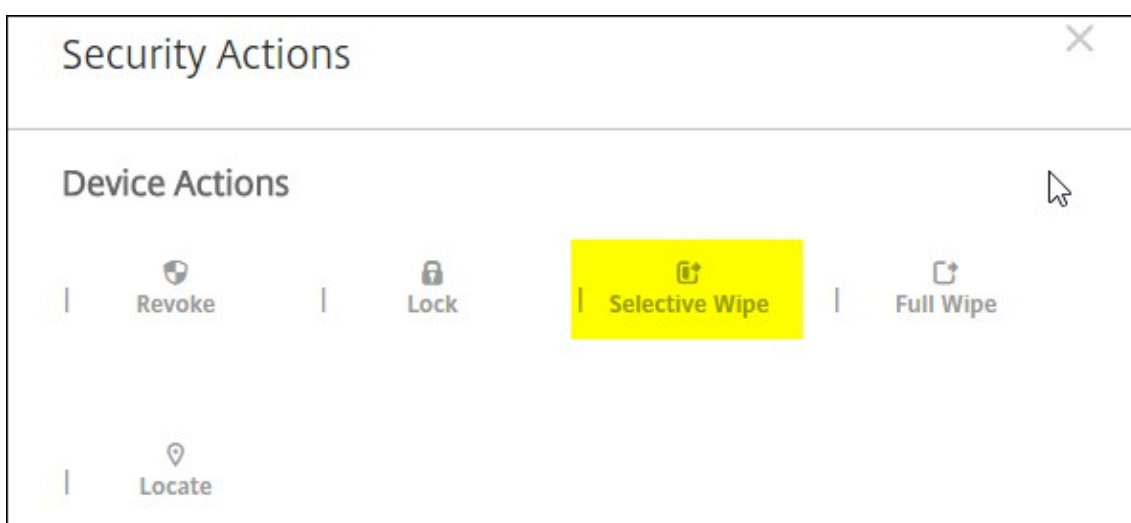 Security Actions
Device Actions
Revoke
Lock
Selective Wipe
Full Wipe
Locate